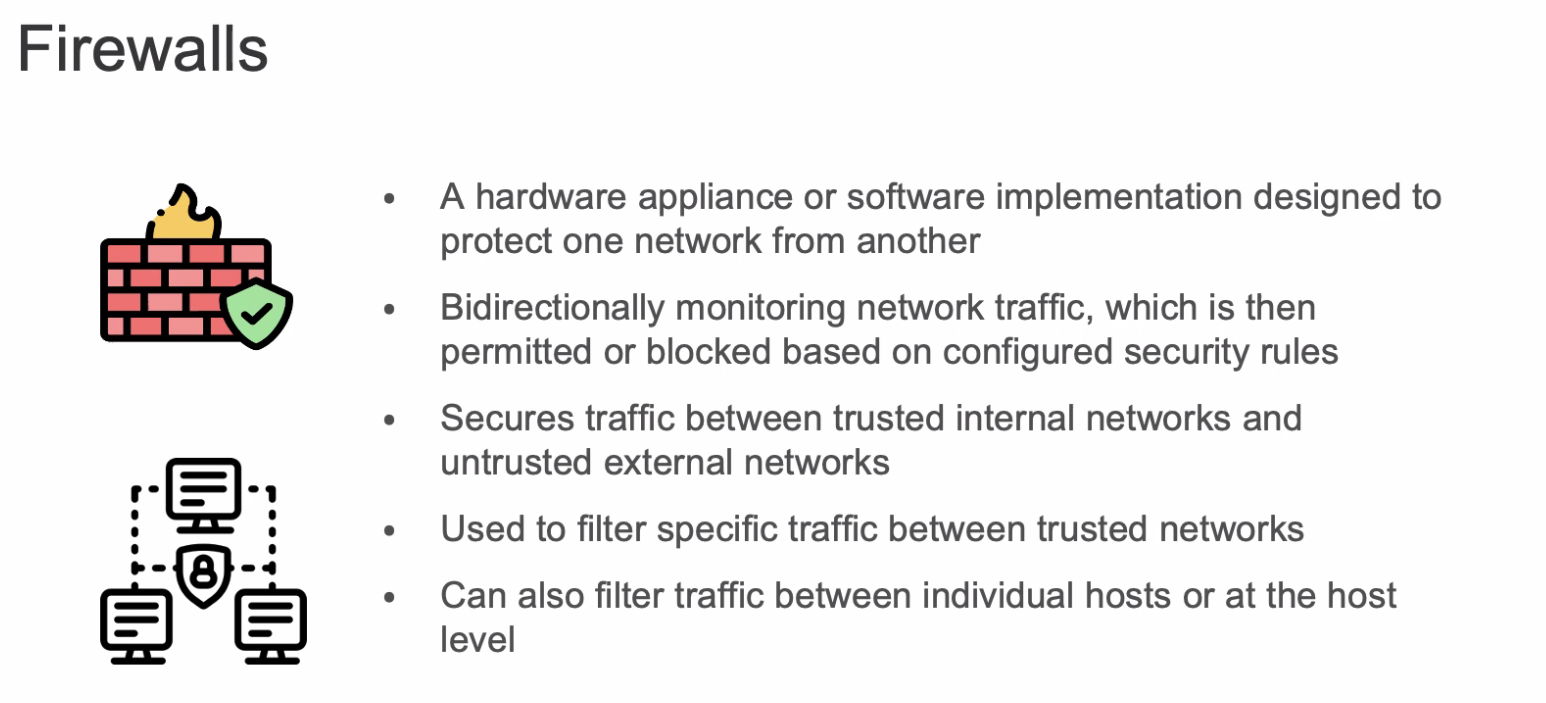 Firewalls
• A hardware appliance or software implementation designed to
protect one network from another
• Bidirectionally monitoring network traffic, which is then
permitted or blocked based on configured security rules
• Secures traffic between trusted internal networks and
untrusted external networks
• Used to filter specific traffic between trusted networks
• Can also filter traffic between individual hosts or at the host
level